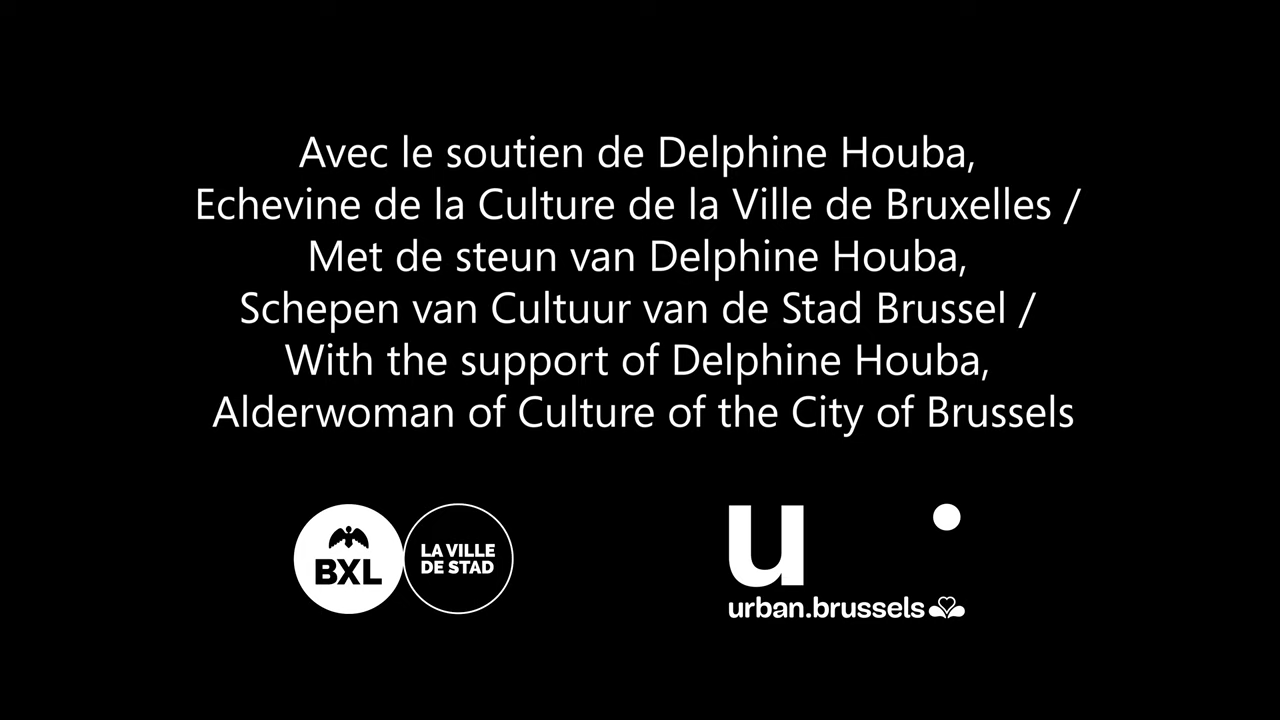 Avec le soutien de Delphine Houba,
Echevine de la Culture de la Ville de Bruxelles /
Met de steun van Delphine Houba,
Schepen van Cultuur van de Stad Brussel /
With the support of Delphine Houba,
Alderwoman of Culture of the City of Brussels
BXL
LA VILLE
DE STAD
u
urban.brussels